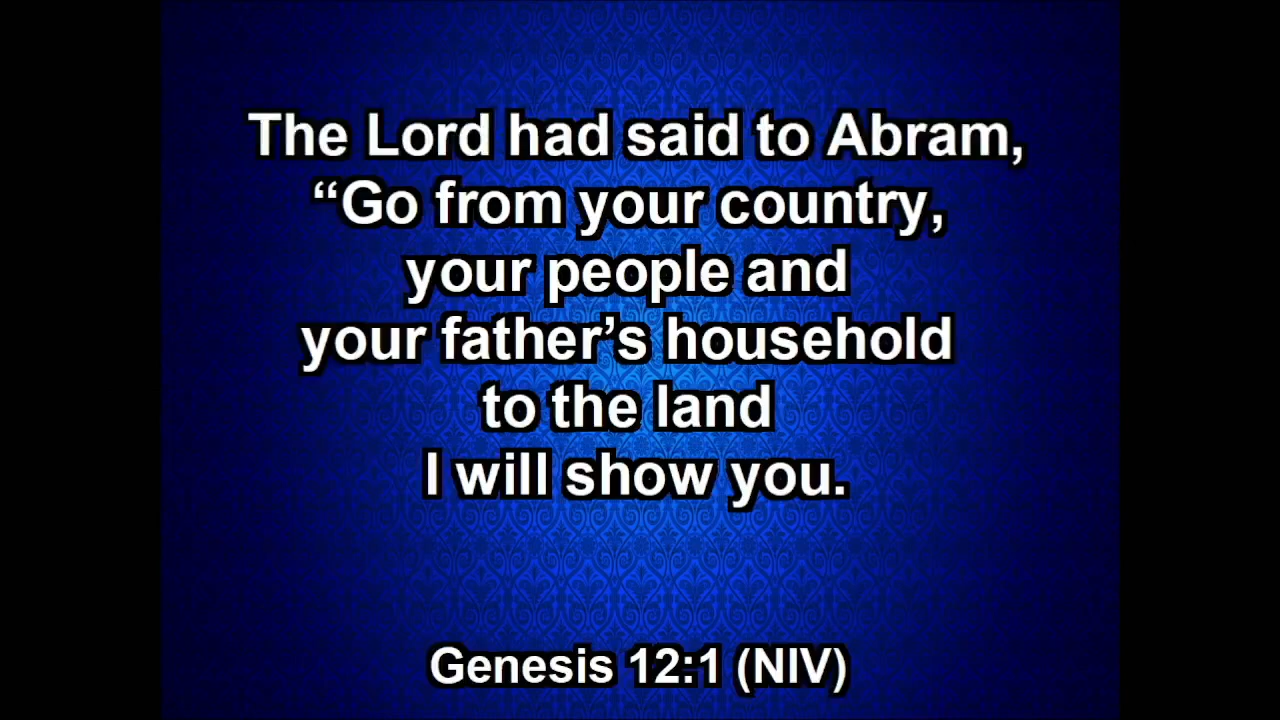 The Lord had said to Abram,
“Go from your country,
your people and
your father’s household
to the land
I will show you.
Genesis 12:1 (NIV)